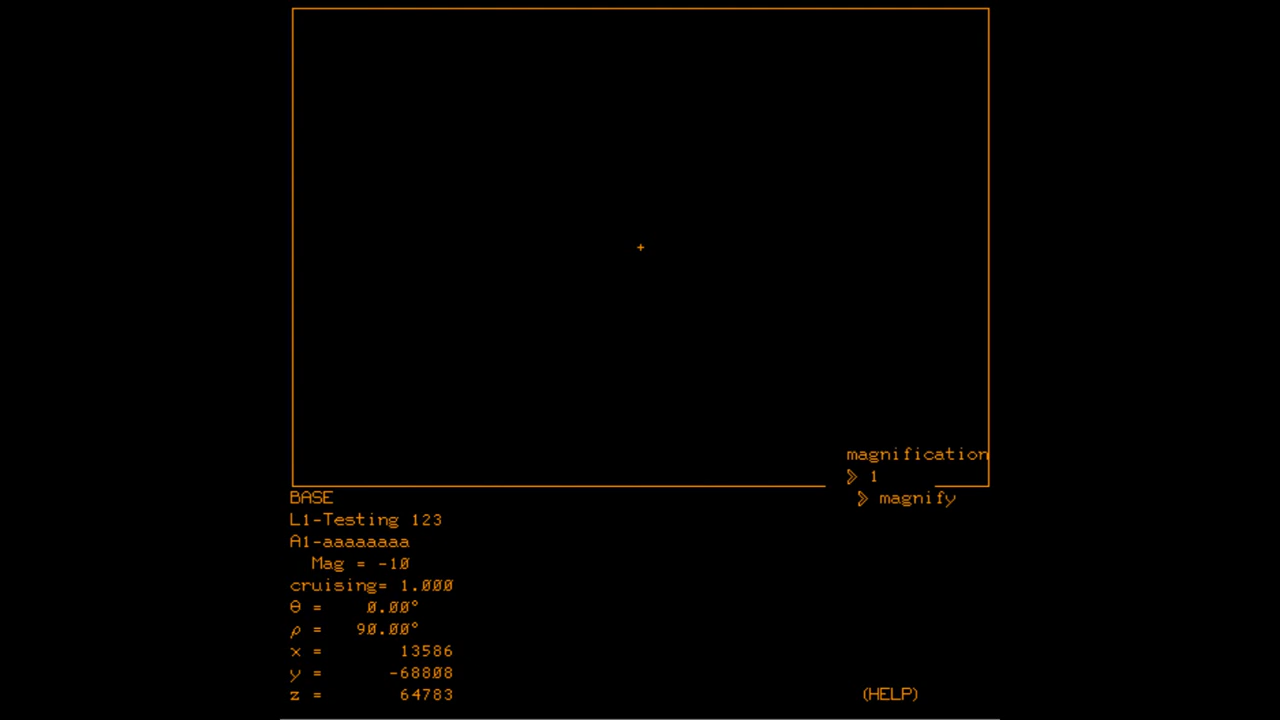 +
magnification
> 1
> magnify
BASE
L1-Testing 123
A1-aaaaaaaa
Mag = -10
cruising= 1.000
θ = 0.00°
ρ = 90.00°
x = 13586
y = -68808
z = 64783
(HELP)